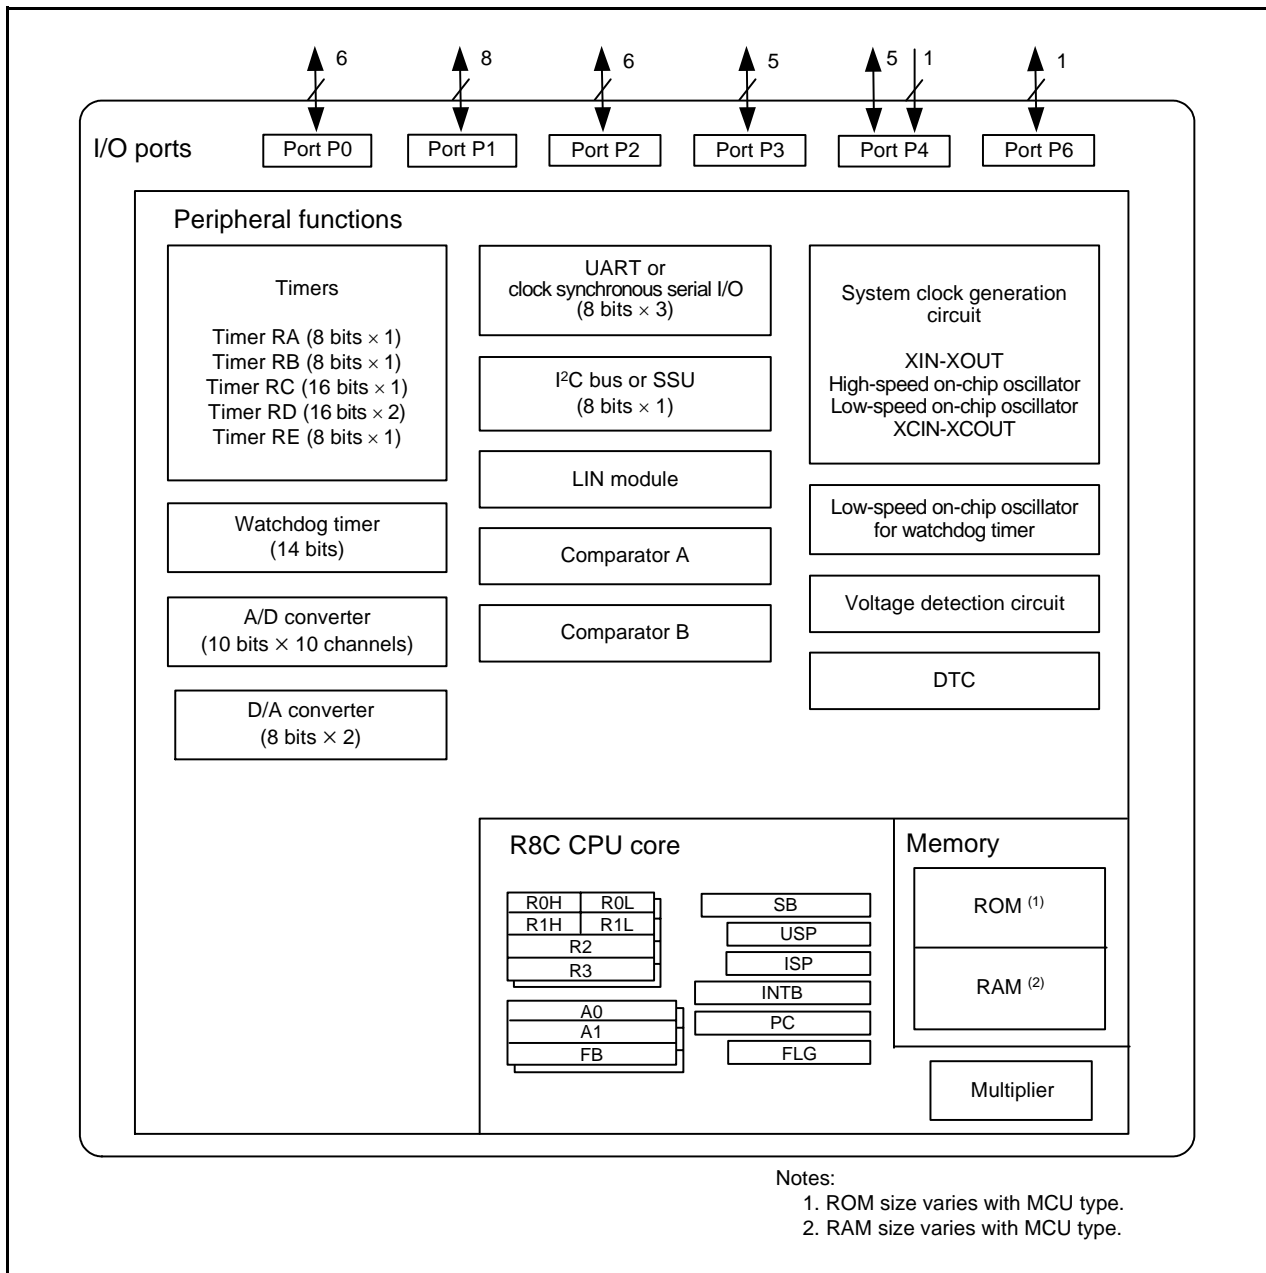 6
8
6
5
5
1
1
I/O ports
Port P0
Port P1
Port P2
Port P3
Port P4
Port P6
Peripheral functions
Timers
Timer RA (8 bits × 1)
Timer RB (8 bits × 1)
Timer RC (16 bits × 1)
Timer RD (16 bits × 2)
Timer RE (8 bits × 1)
Watchdog timer
(14 bits)
A/D converter
(10 bits × 10 channels)
D/A converter
(8 bits × 2)
UART or
clock synchronous serial I/O
(8 bits × 3)
I²C bus or SSU
(8 bits × 1)
LIN module
Comparator A
Comparator B
System clock generation
circuit
XIN-XOUT
High-speed on-chip oscillator
Low-speed on-chip oscillator
XCIN-XCOUT
Low-speed on-chip oscillator
for watchdog timer
Voltage detection circuit
DTC
R8C CPU core
R0H
R0L
R1H
R1L
R2
R3
A0
A1
FB
SB
USP
ISP
INTB
PC
FLG
Memory
ROM (1)
RAM (2)
Multiplier
Notes:
1. ROM size varies with MCU type.
2. RAM size varies with MCU type.